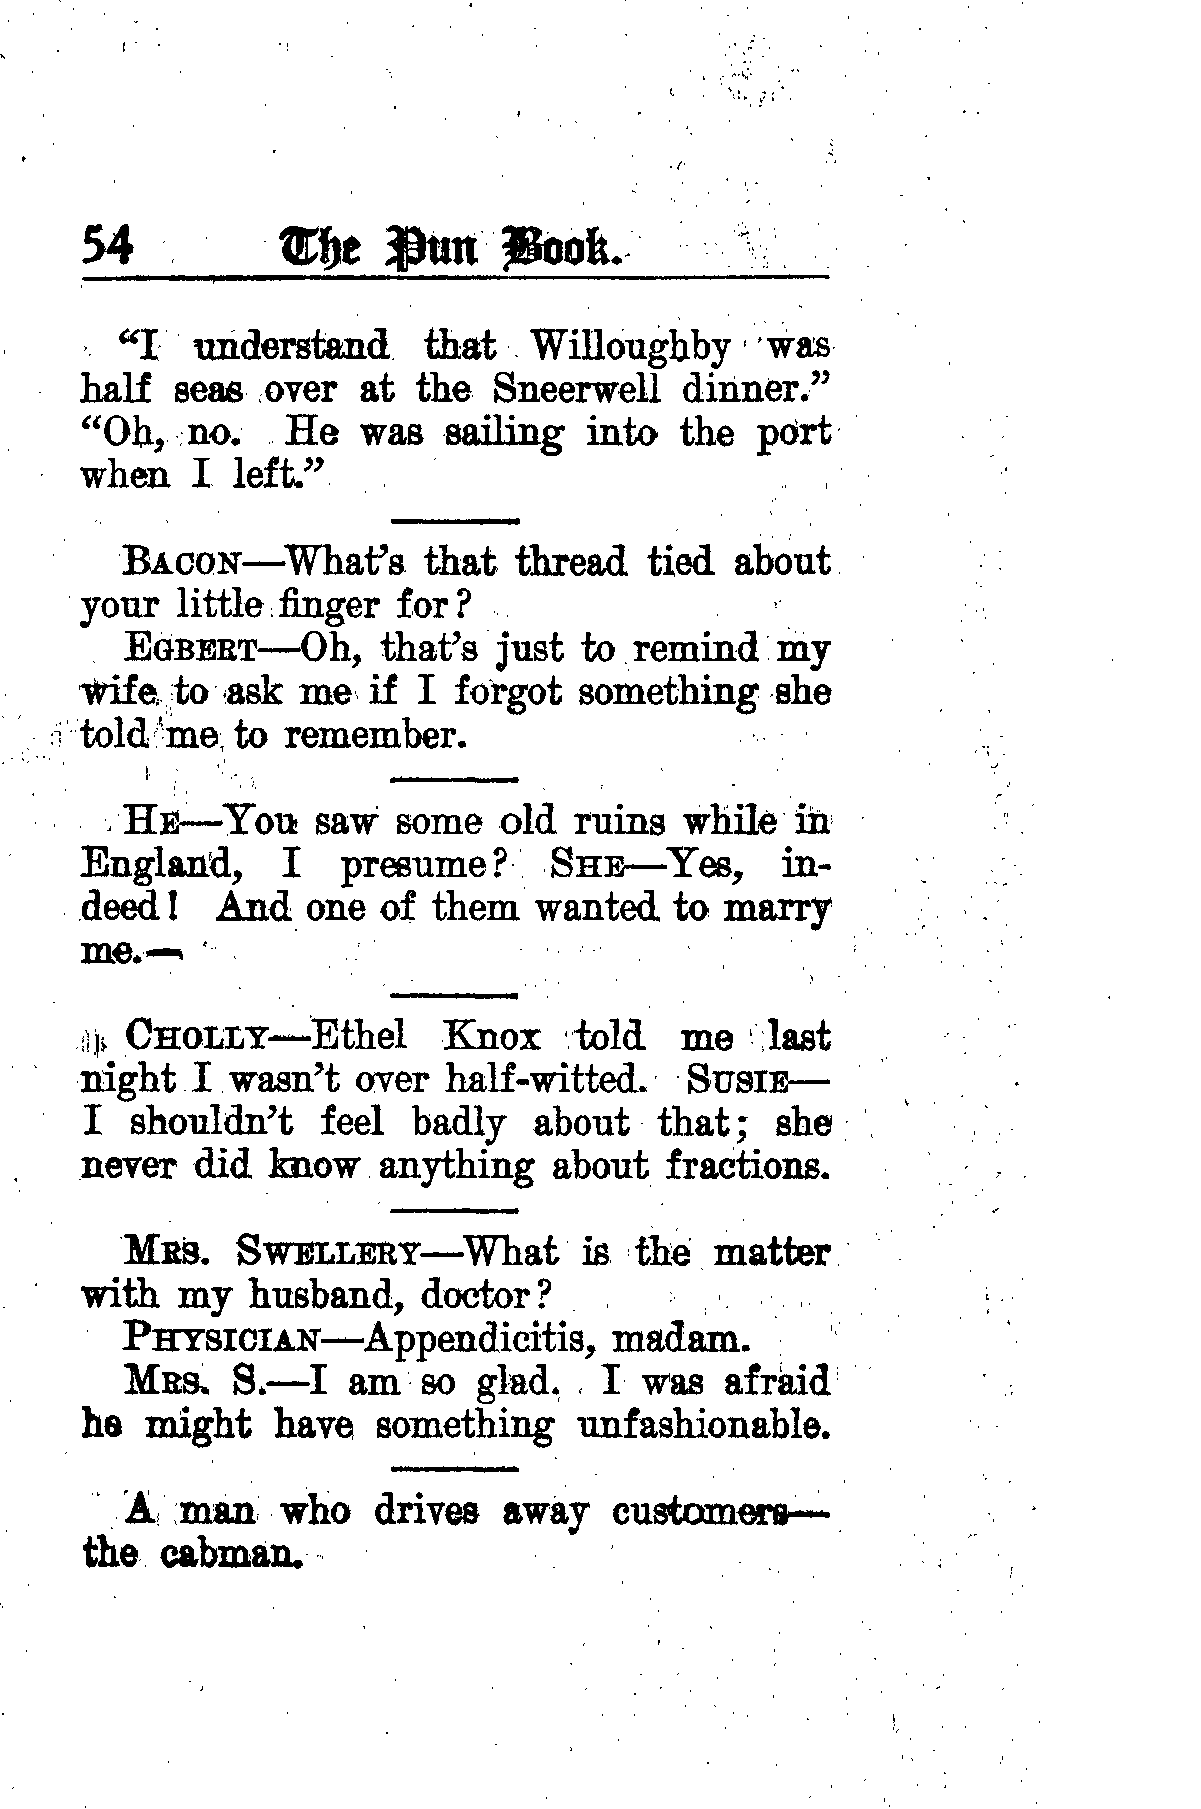 54 The Pun Book.
“I understand that Willoughby was
half seas over at the Sneerwell dinner.”
“Oh, no. He was sailing into the port
when I left.”
BACON—What’s that thread tied about
your little finger for?
EGBERT—Oh, that’s just to remind my
wife to ask me if I forgot something she
told me to remember.
HE—You saw some old ruins while in
England, I presume? SHE—Yes, in-
deed! And one of them wanted to marry
me.—
CHOLLY—Ethel Knox told me last
night I wasn’t over half-witted. SUSIE—
I shouldn’t feel badly about that; she
never did know anything about fractions.
MRS. SWELLERY—What is the matter
with my husband, doctor?
PHYSICIAN—Appendicitis, madam.
MRS. S.—I am so glad. I was afraid
he might have something unfashionable.
A man who drives away customers—
the cabman.